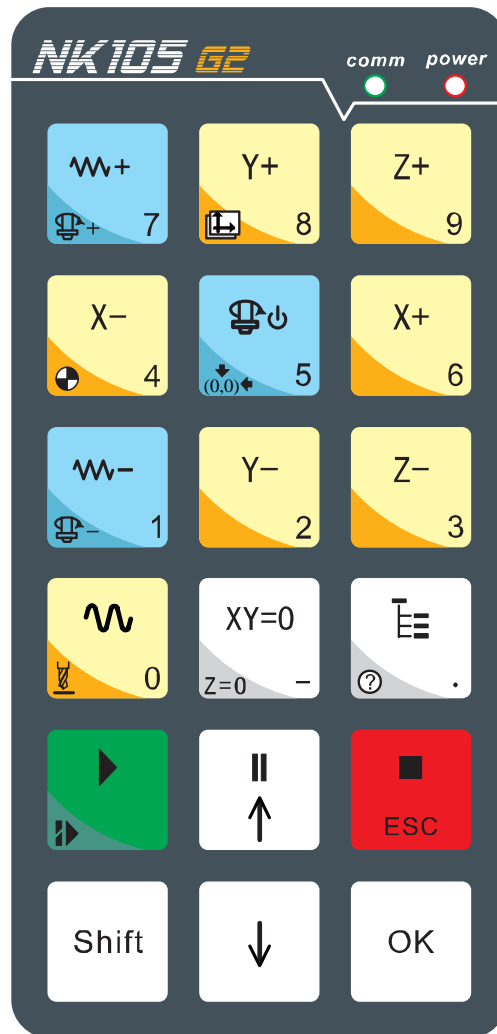 NK105 G2
comm power
+ Y+ Z+
+ 7 8 9
X- X+
4 (0,0) 5 6
- Y- Z-
- 1 2 3
XY=0
0 Z=0 - ? .
ESC
Shift OK